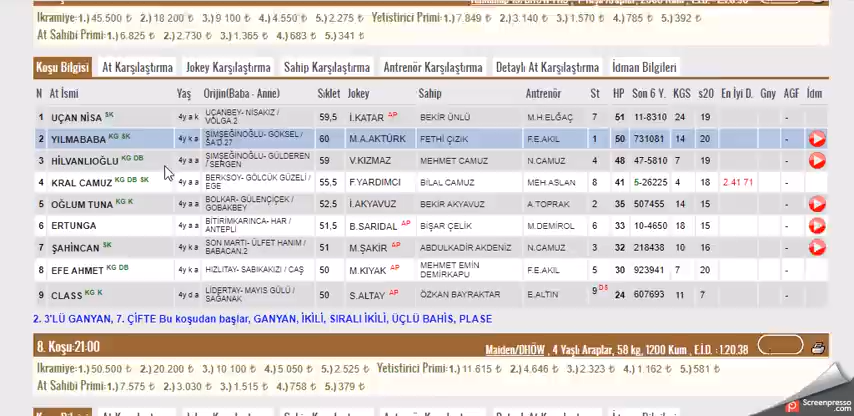 İkramiye:1.) 45.500 ₺ 2.) 18.200 ₺ 3.) 9.100 ₺ 4.) 4.550 ₺ 5.) 2.275 ₺ Yetistirici Primi:1.) 7.849 ₺ 2.) 3.140 ₺ 3.) 1.570 ₺ 4.) 785 ₺ 5.) 392 ₺
At Sahibi Primi:1.) 6.825 ₺ 2.) 2.730 ₺ 3.) 1.365 ₺ 4.) 683 ₺ 5.) 341 ₺
Koşu Bilgisi At Karşılaştırma Jokey Karşılaştırma Sahip Karşılaştırma Antrenör Karşılaştırma Detaylı At Karşılaştırma İdman Bilgileri
N At İsmi Yaş Orijin(Baba - Anne) Sıklet Jokey Sahip Antrenör St HP Son 6 Y. KGS s20 En İyi D. Gny AGF İdm
1 UÇAN NİSA SK 4y a k UÇANBEY- NİSAKIZ / VOLGA.2 59,5 İ.KATAR AP BEKİR ÜNLÜ M.H.ELĞAÇ 7 51 11-8310 24 19 -
2 YILMABABA KG SK 4y a a ŞİMŞEĞİNOĞLU- GÖKSEL / SAİD.27 60 M.A.AKTÜRK FETHİ ÇIZIK F.E.AKIL 1 50 731081 14 20 -
3 HİLVANLIOĞLU KG DB 4y a a ŞİMŞEĞİNOĞLU- GÜLDEREN / SERGEN 59 V.KIZMAZ MEHMET CAMUZ N.CAMUZ 4 48 47-5810 7 19 -
4 KRAL CAMUZ KG DB SK 4y a a BERKSOY- GÖLCÜK GÜZELİ / EGE 55,5 F.YARDIMCI BİLAL CAMUZ MEH.ASLAN 8 41 5-26225 4 18 2.41.71 -
5 OĞLUM TUNA KG K 4y k a BOLKAR- GÜLENÇİÇEK / GOBAKBEY 52,5 İ.AKYAVUZ BEKİR AKYAVUZ A.TOPRAK 2 35 507455 14 15 -
6 ERTUNGA 4y a a BİTİRİMKARINCA- HAR / ANTEPLİ 51,5 B.SARIDAL AP BİŞAR ÇELİK M.DEMİROL 6 33 10-4650 18 15 -
7 ŞAHİNCAN SK 4y k a SON MARTI- ÜLFET HANIM / BABACAN.2 51 M.ŞAKİR AP ABDULKADİR AKDENİZ N.CAMUZ 3 32 218438 10 16 -
8 EFE AHMET KG DB 4y k a HIZLITAY- SABIKAKIZI / CAŞ 50 M.KIYAK AP MEHMET EMİN DEMİRKAPU F.E.AKIL 5 30 923941 7 20 -
9 CLASS KG K 4y d a LİDERTAY- MAYIS GÜLÜ / SAĞANAK 50 S.ALTAY AP ÖZKAN BAYRAKTAR E.ALTIN 9 DS 24 607693 11 7 -
2. 3'LÜ GANYAN, 7. ÇİFTE Bu koşudan başlar, GANYAN, İKİLİ, SIRALI İKİLİ, ÜÇLÜ BAHİS, PLASE
8. Koşu:21:00 Maiden/DHÖW , 4 Yaşlı Araplar, 58 kg, 1200 Kum , E.İ.D. : 1.20.38
İkramiye:1.) 50.500 ₺ 2.) 20.200 ₺ 3.) 10.100 ₺ 4.) 5.050 ₺ 5.) 2.525 ₺ Yetistirici Primi:1.) 11.615 ₺ 2.) 4.646 ₺ 3.) 2.323 ₺ 4.) 1.162 ₺ 5.) 581 ₺
At Sahibi Primi:1.) 7.575 ₺ 2.) 3.030 ₺ 3.) 1.515 ₺ 4.) 758 ₺ 5.) 379 ₺
Screenpresso.com